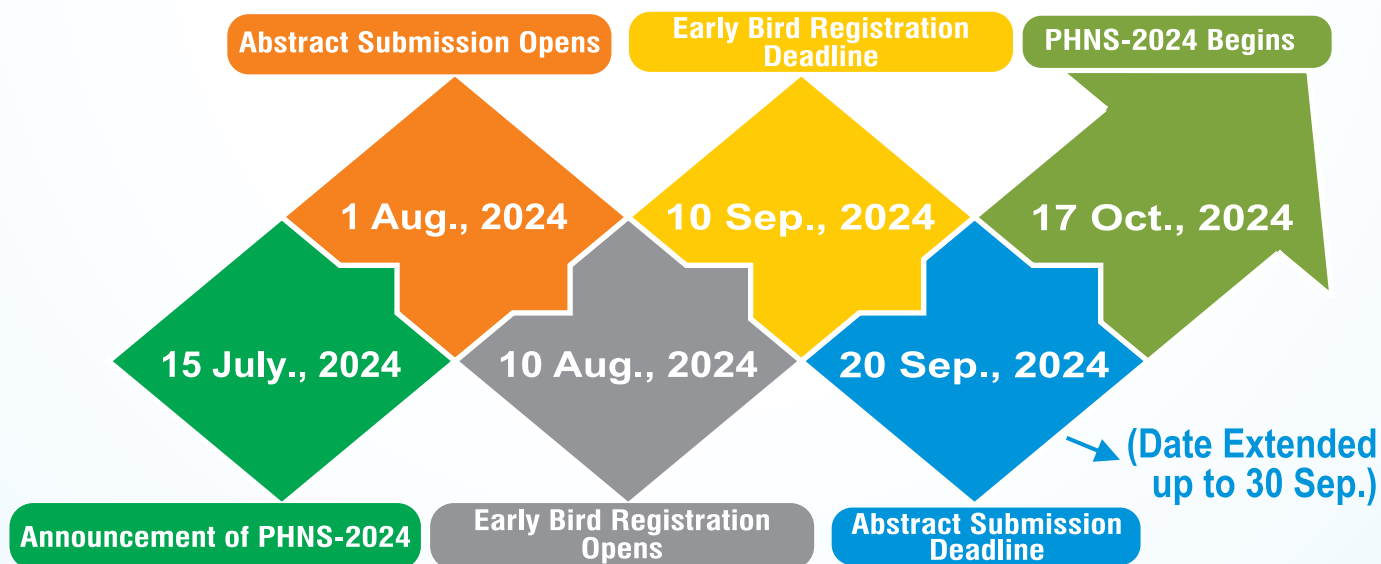 Abstract Submission Opens
Early Bird Registration
Deadline
PHNS-2024 Begins
1 Aug., 2024
10 Sep., 2024
17 Oct., 2024
15 July., 2024
10 Aug., 2024
20 Sep., 2024
(Date Extended
up to 30 Sep.)
Announcement of PHNS-2024
Early Bird Registration
Opens
Abstract Submission
Deadline